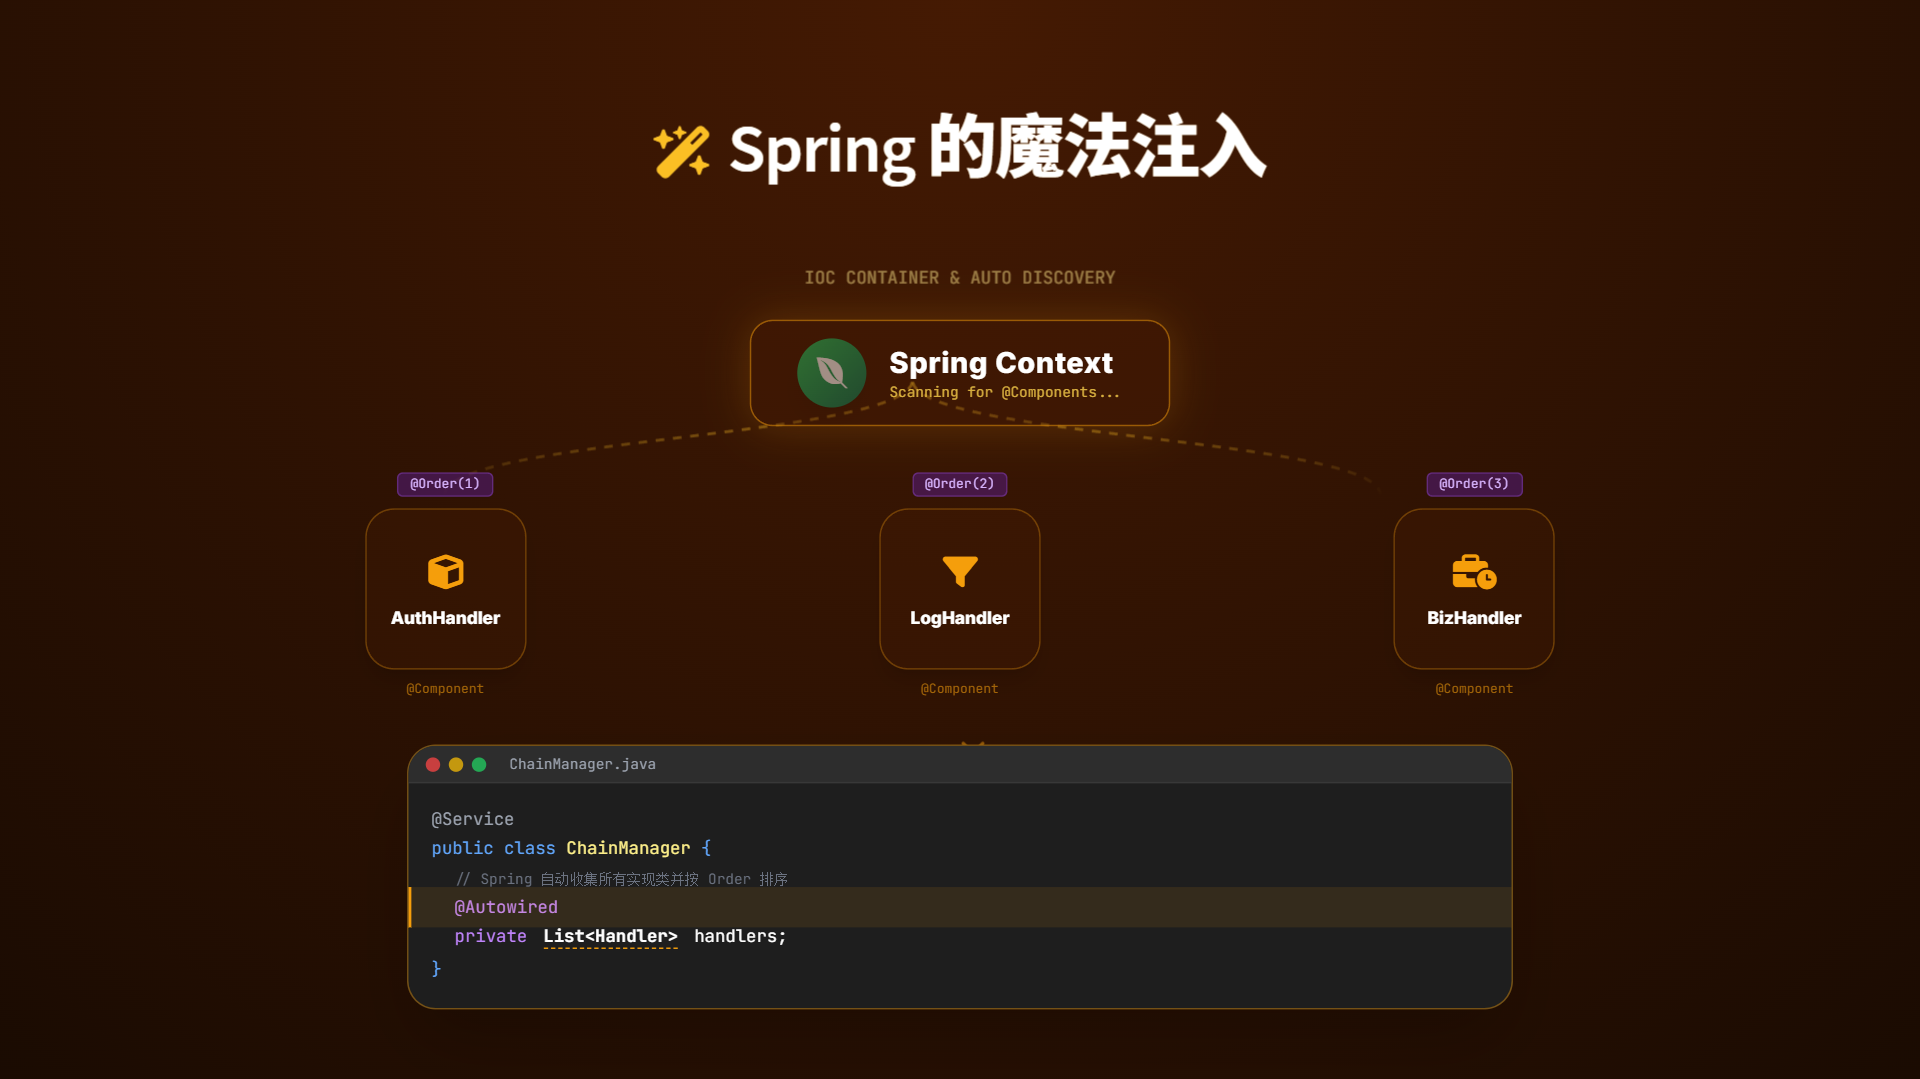 Spring 的魔法注入
IOC CONTAINER & AUTO DISCOVERY
Spring Context
Scanning for @Components...
@Order(1)
@Order(2)
@Order(3)
AuthHandler
LogHandler
BizHandler
@Component
@Component
@Component
ChainManager.java
@Service
public class ChainManager {
// Spring 自动收集所有实现类并按 Order 排序
@Autowired
private List<Handler> handlers;
}